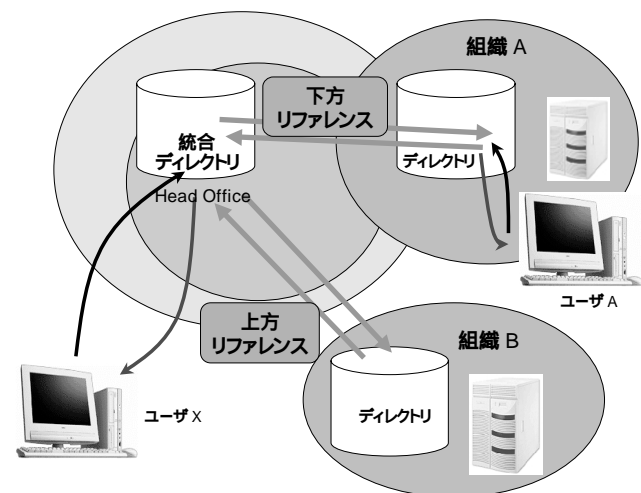 組織 A
下方
リファレンス
統合
ディレクトリ
ディレクトリ
Head Office
ユーザ A
上方
リファレンス
組織 B
ユーザ X
ディレクトリ